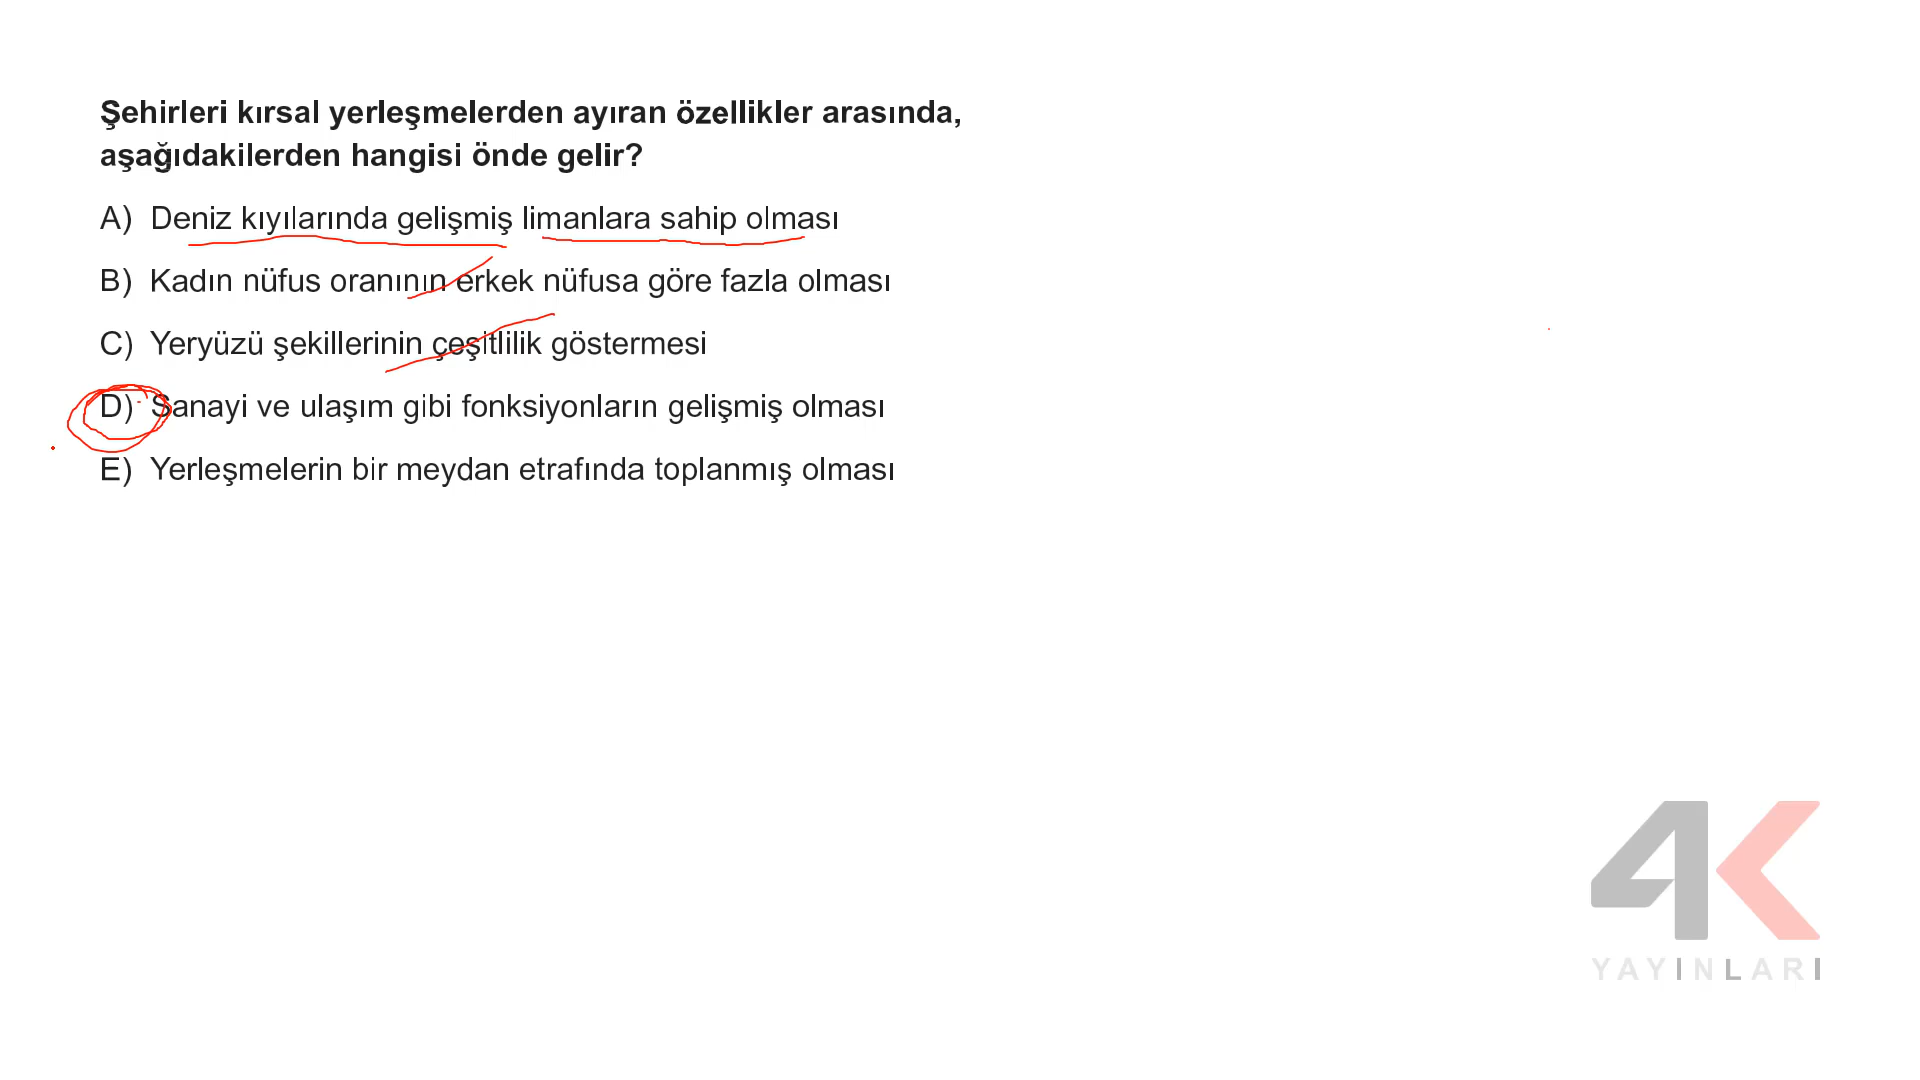 Şehirleri kırsal yerleşmelerden ayıran özellikler arasında,
aşağıdakilerden hangisi önde gelir?
A) Deniz kıyılarında gelişmiş limanlara sahip olması
B) Kadın nüfus oranının erkek nüfusa göre fazla olması
C) Yeryüzü şekillerinin çeşitlilik göstermesi
D) Sanayi ve ulaşım gibi fonksiyonların gelişmiş olması
E) Yerleşmelerin bir meydan etrafında toplanmış olması
4K
YAYINLARI